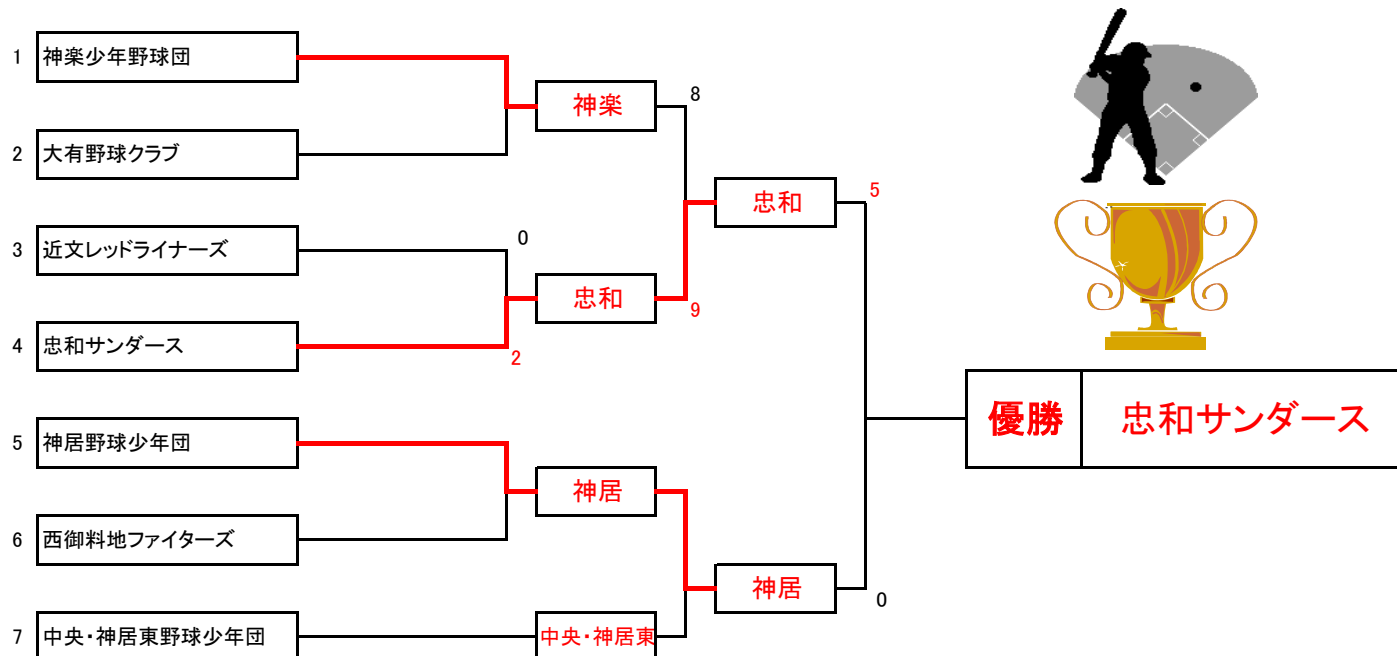 1 神楽少年野球団
神楽
8
2 大有野球クラブ
忠和
5
3 近文レッドライナーズ
0
忠和
9
4 忠和サンダース
2
優勝 忠和サンダース
5 神居野球少年団
神居
6 西御料地ファイターズ
神居
0
7 中央・神居東野球少年団
中央・神居東